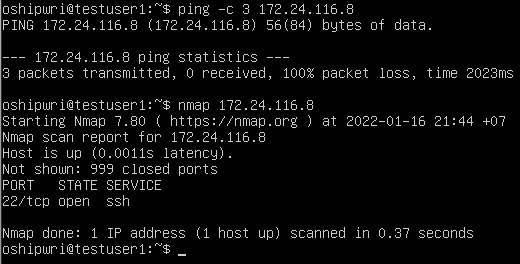 oshipwri@testuser1:~$ ping -c 3 172.24.116.8
PING 172.24.116.8 (172.24.116.8) 56(84) bytes of data.
--- 172.24.116.8 ping statistics ---
3 packets transmitted, 0 received, 100% packet loss, time 2023ms
oshipwri@testuser1:~$ nmap 172.24.116.8
Starting Nmap 7.80 ( https://nmap.org ) at 2022-01-16 21:44 +07
Nmap scan report for 172.24.116.8
Host is up (0.0011s latency).
Not shown: 999 closed ports
PORT   STATE SERVICE
22/tcp open  ssh
Nmap done: 1 IP address (1 host up) scanned in 0.37 seconds
oshipwri@testuser1:~$ _